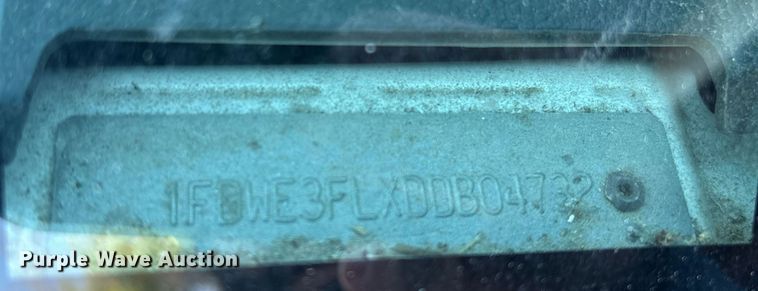 1FDWE3FLXDDB04732
Purple Wave Auction